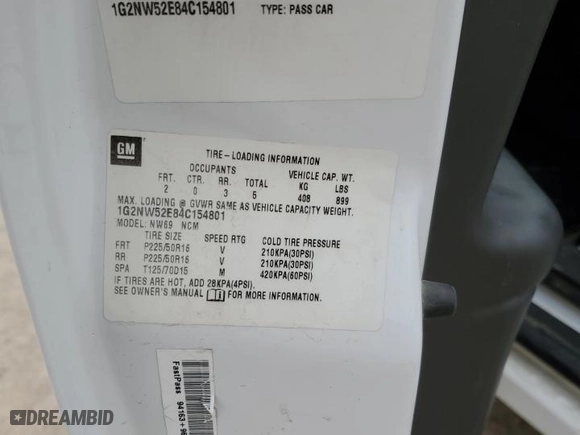 1G2NW52E84C154801
TYPE: PASS CAR
GM
TIRE-LOADING INFORMATION
OCCUPANTS VEHICLE CAP. WT.
FRT. CTR. RR. TOTAL KG LBS
2 0 3 5 408 899
MAX. LOADING @ GVWR SAME AS VEHICLE CAPACITY WEIGHT.
1G2NW52E84C154801
MODEL: NW69 NCM
TIRE SIZE SPEED RTG COLD TIRE PRESSURE
FRT P225/50R16 V 210KPA(30PSI)
RR P225/50R16 V 210KPA(30PSI)
SPA T125/70D15 M 420KPA(60PSI)
IF TIRES ARE HOT, ADD 28KPA(4PSI).
SEE OWNER'S MANUAL i FOR MORE INFORMATION.
FastPass 94163+
DREAMBID